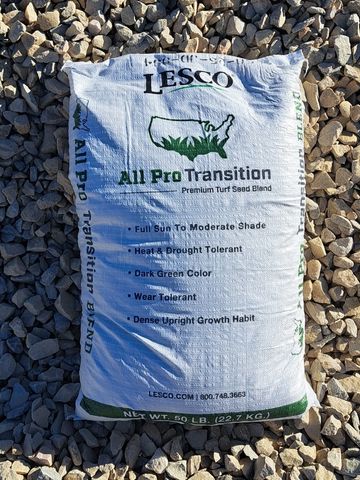 LESCO
All Pro Transition
Premium Turf Seed Blend
• Full Sun To Moderate Shade
• Heat & Drought Tolerant
• Dark Green Color
• Wear Tolerant
• Dense Upright Growth Habit
LESCO.COM | 800.748.3663
NET WT. 50 LB. (22.7 KG.)
All Pro Transition BLEND
All Pro Transition BLEND